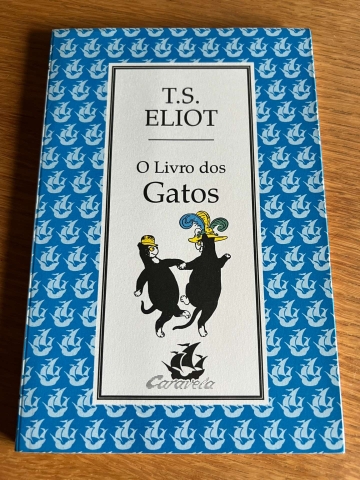 T.S.
ELIOT
O Livro dos
Gatos
Caravela